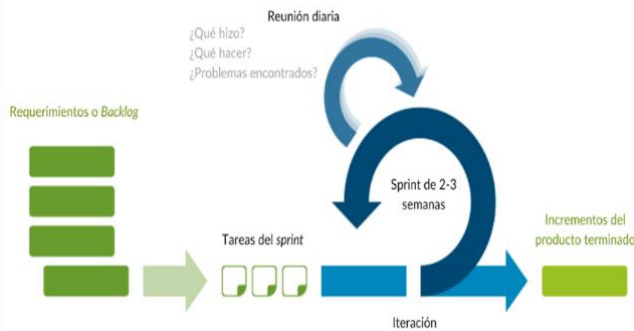 Reunión diaria
¿Qué hizo?
¿Qué hacer?
¿Problemas encontrados?
Requerimientos o Backlog
Sprint de 2-3
semanas
Tareas del sprint
Incrementos del
producto terminado
Iteración